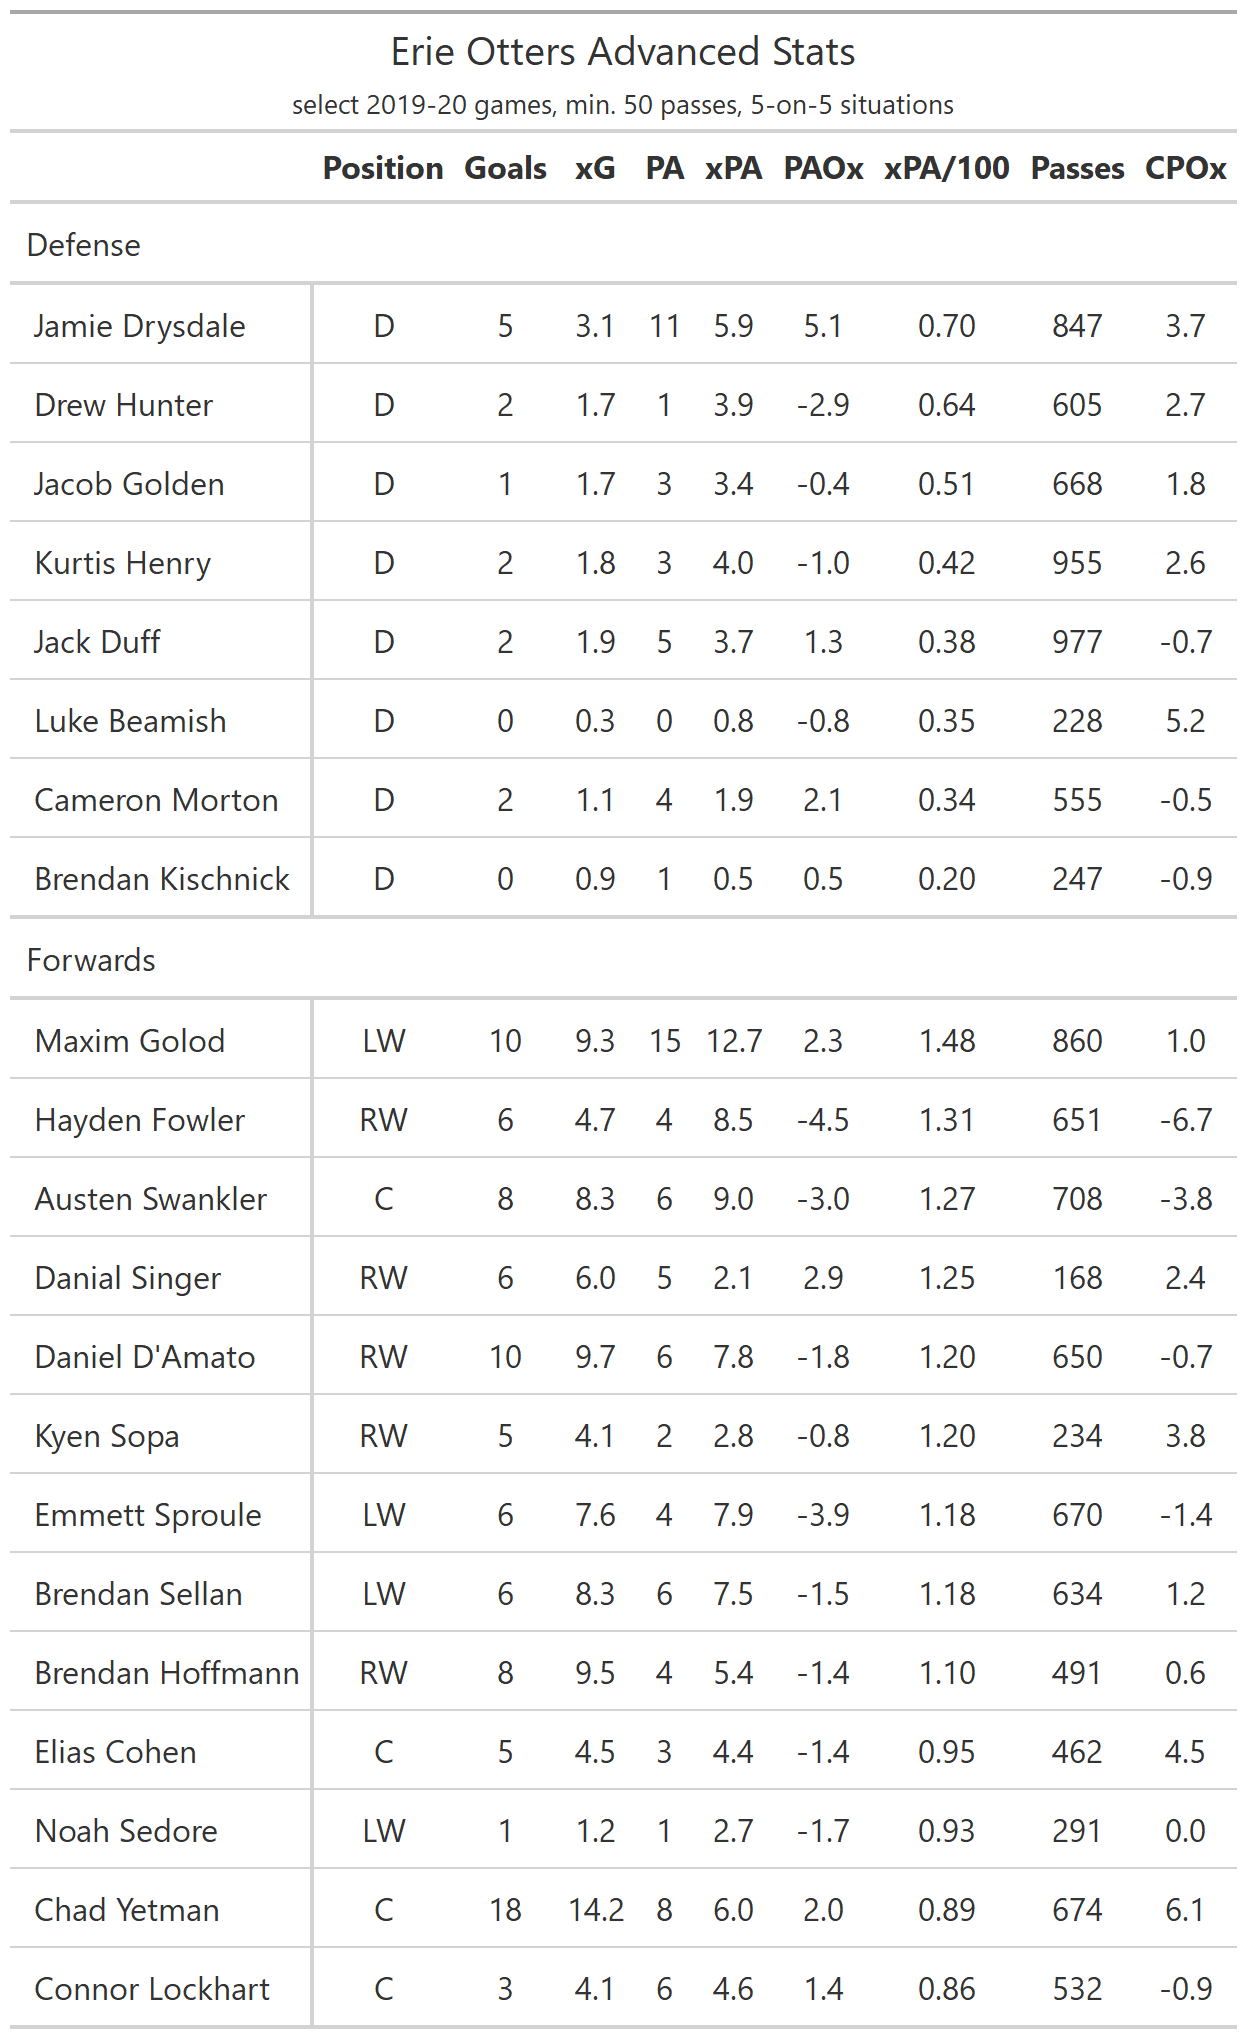 Erie Otters Advanced Stats
select 2019-20 games, min. 50 passes, 5-on-5 situations
Position Goals xG PA xPA PAOx xPA/100 Passes CPOx
Defense
Jamie Drysdale D 5 3.1 11 5.9 5.1 0.70 847 3.7
Drew Hunter D 2 1.7 1 3.9 -2.9 0.64 605 2.7
Jacob Golden D 1 1.7 3 3.4 -0.4 0.51 668 1.8
Kurtis Henry D 2 1.8 3 4.0 -1.0 0.42 955 2.6
Jack Duff D 2 1.9 5 3.7 1.3 0.38 977 -0.7
Luke Beamish D 0 0.3 0 0.8 -0.8 0.35 228 5.2
Cameron Morton D 2 1.1 4 1.9 2.1 0.34 555 -0.5
Brendan Kischnick D 0 0.9 1 0.5 0.5 0.20 247 -0.9
Forwards
Maxim Golod LW 10 9.3 15 12.7 2.3 1.48 860 1.0
Hayden Fowler RW 6 4.7 4 8.5 -4.5 1.31 651 -6.7
Austen Swankler C 8 8.3 6 9.0 -3.0 1.27 708 -3.8
Danial Singer RW 6 6.0 5 2.1 2.9 1.25 168 2.4
Daniel D'Amato RW 10 9.7 6 7.8 -1.8 1.20 650 -0.7
Kyen Sopa RW 5 4.1 2 2.8 -0.8 1.20 234 3.8
Emmett Sproule LW 6 7.6 4 7.9 -3.9 1.18 670 -1.4
Brendan Sellan LW 6 8.3 6 7.5 -1.5 1.18 634 1.2
Brendan Hoffmann RW 8 9.5 4 5.4 -1.4 1.10 491 0.6
Elias Cohen C 5 4.5 3 4.4 -1.4 0.95 462 4.5
Noah Sedore LW 1 1.2 1 2.7 -1.7 0.93 291 0.0
Chad Yetman C 18 14.2 8 6.0 2.0 0.89 674 6.1
Connor Lockhart C 3 4.1 6 4.6 1.4 0.86 532 -0.9